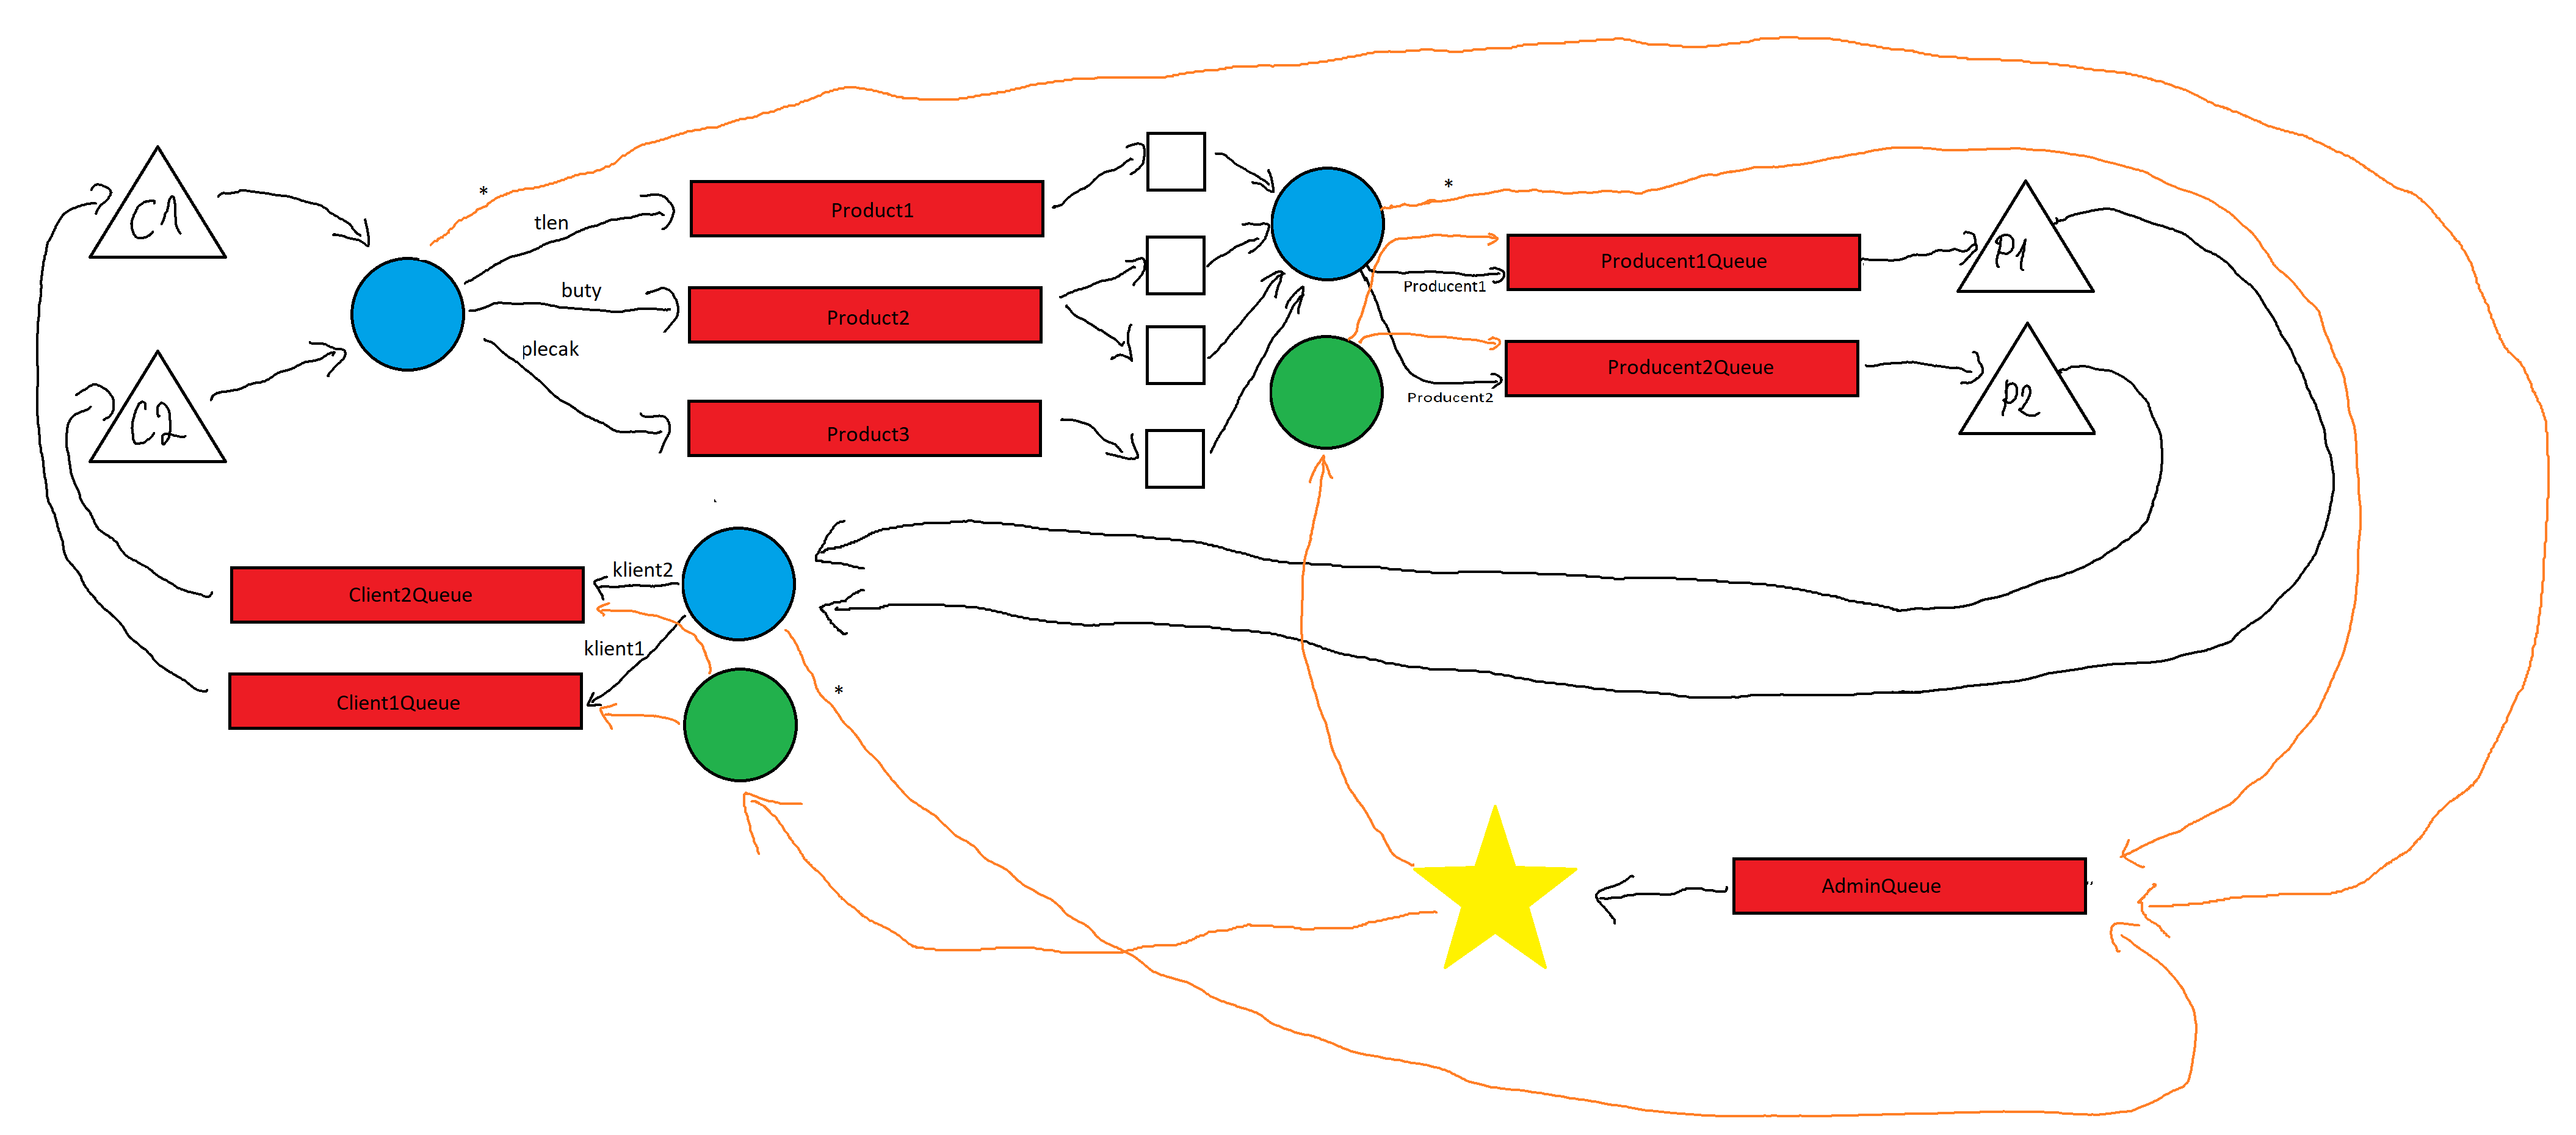 *
*
C1
tlen
Product1
Producent1Queue
P1
buty
Product2
Producent1
plecak
Producent2Queue
C2
Product3
Producent2
P2
klient2
Client2Queue
klient1
Client1Queue
*
AdminQueue